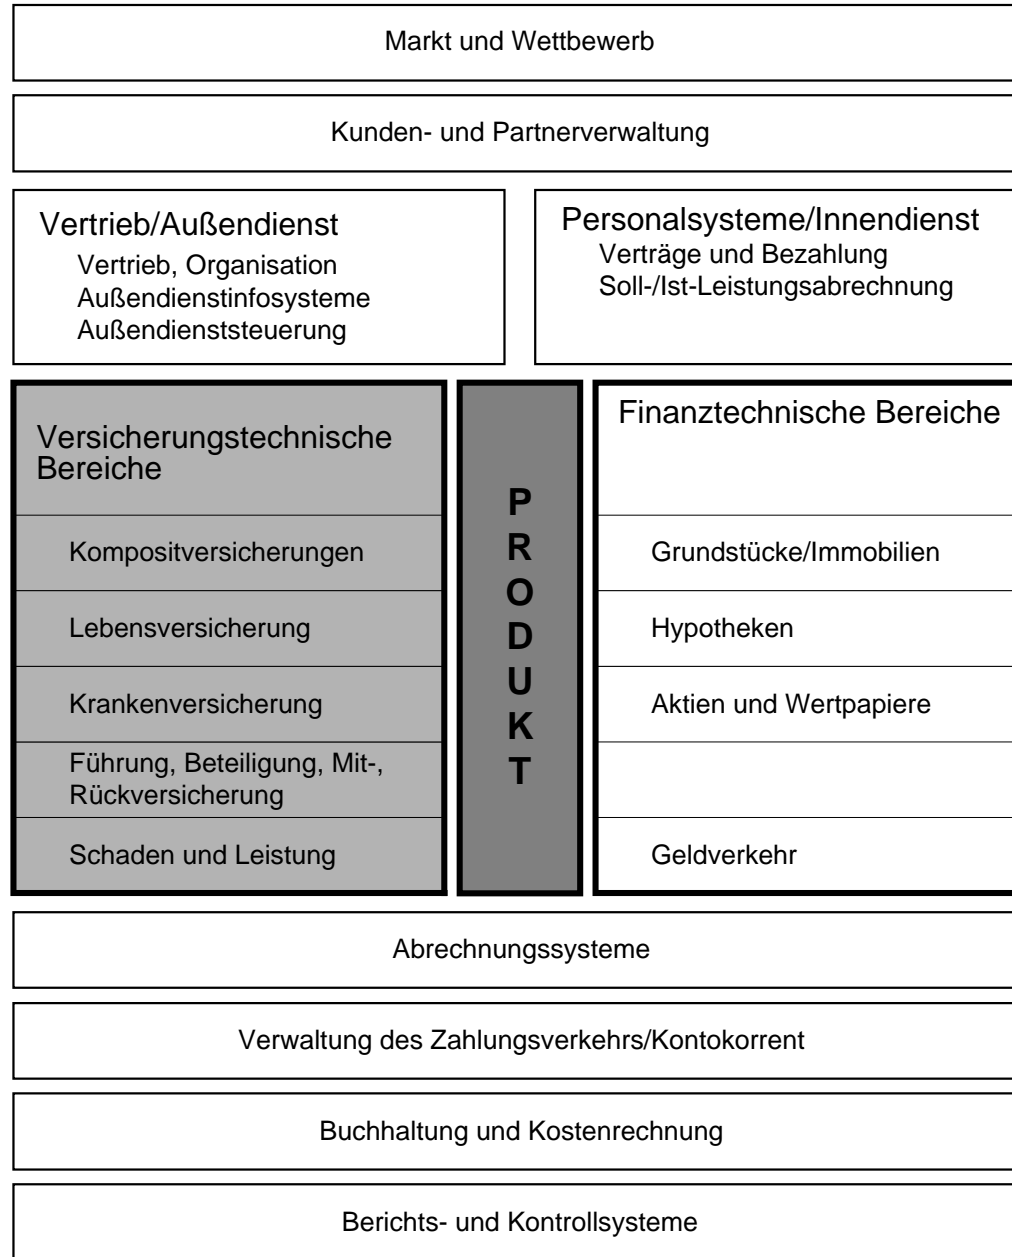 Markt und Wettbewerb
Kunden- und Partnerverwaltung
Vertrieb/Außendienst
Vertrieb, Organisation
Außendienstinfosysteme
Außendienststeuerung
Personalsysteme/Innendienst
Verträge und Bezahlung
Soll-/Ist-Leistungsabrechnung
Versicherungstechnische
Bereiche
Kompositversicherungen
Lebensversicherung
Krankenversicherung
Führung, Beteiligung, Mit-,
Rückversicherung
Schaden und Leistung
P
R
O
D
U
K
T
Finanztechnische Bereiche
Grundstücke/Immobilien
Hypotheken
Aktien und Wertpapiere
Geldverkehr
Abrechnungssysteme
Verwaltung des Zahlungsverkehrs/Kontokorrent
Buchhaltung und Kostenrechnung
Berichts- und Kontrollsysteme